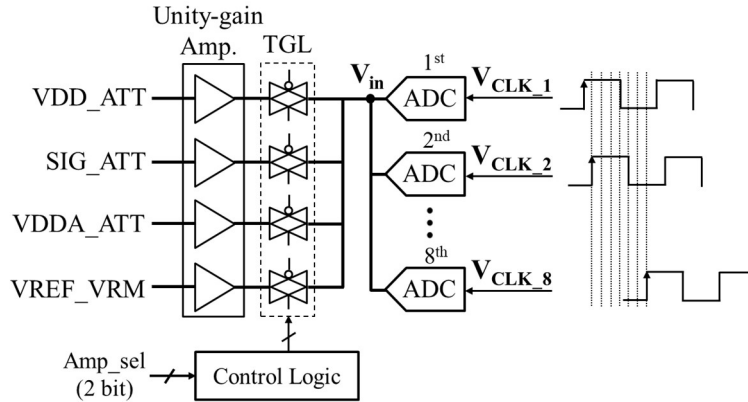 Unity-gain
Amp.
TGL
VDD_ATT
SIG_ATT
VDDA_ATT
VREF_VRM
Vin
1st
ADC
VCLK_1
2nd
ADC
VCLK_2
8th
ADC
VCLK_8
Amp_sel
(2 bit)
Control Logic